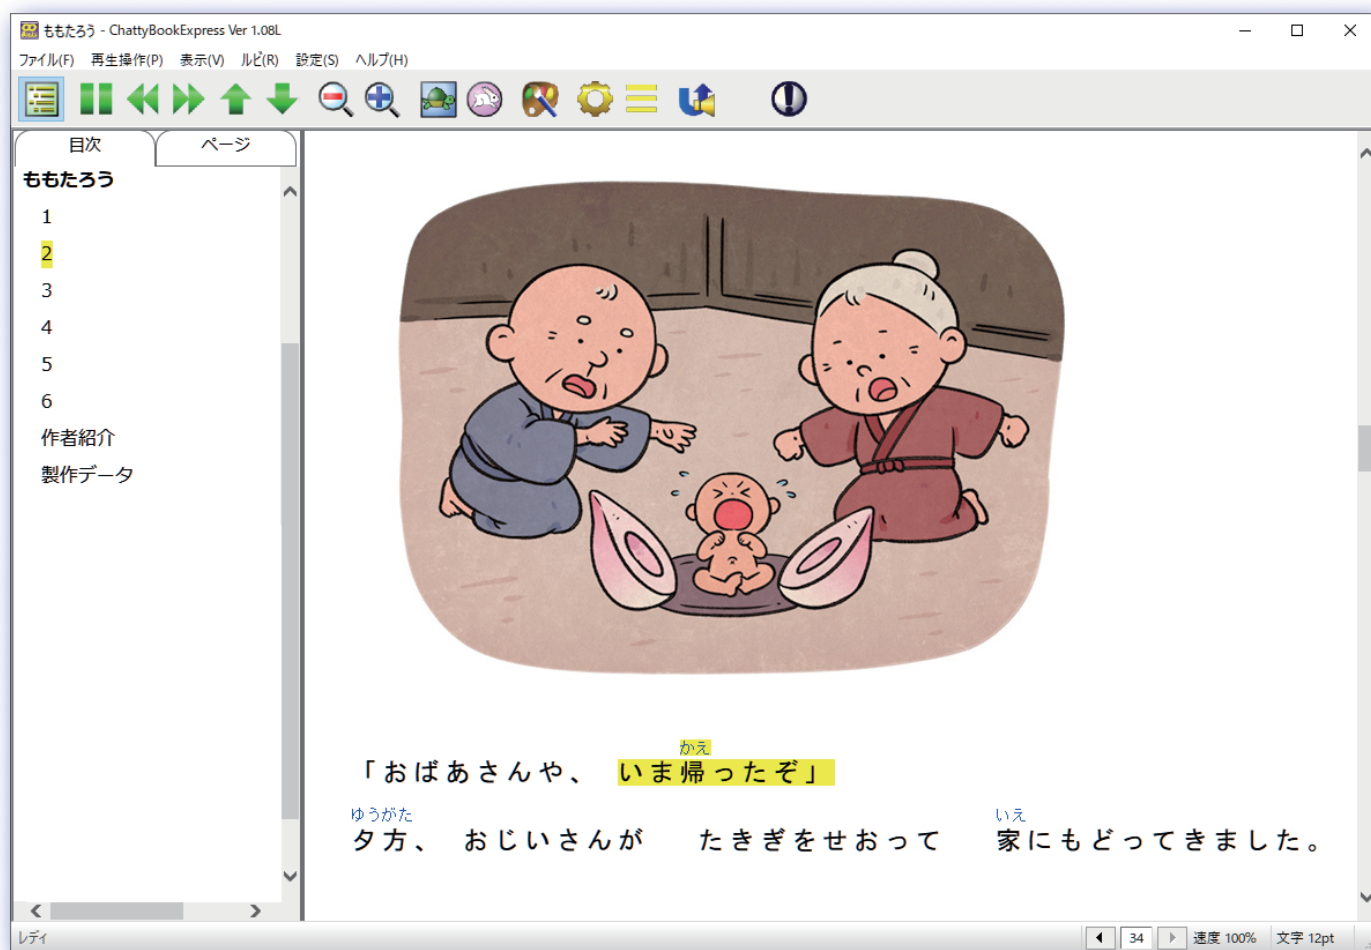 ももたろう - ChattyBookExpress Ver 1.08L
ファイル(F) 再生操作(P) 表示(V) ルビ(R) 設定(S) ヘルプ(H)
目次 ページ
ももたろう
1
2
3
4
5
6
作者紹介
製作データ
かえ
「おばあさんや、 いま帰ったぞ」
ゆうがた いえ
夕方、 おじいさんが たきぎをせおって 家にもどってきました。
レディ 34 速度 100% 文字 12pt